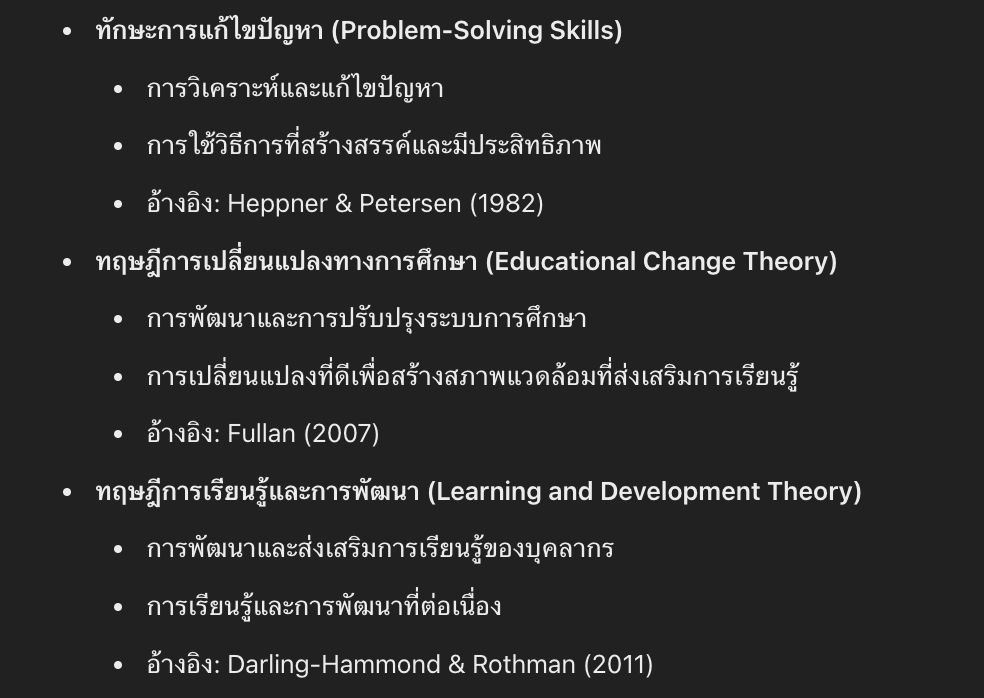 ทักษะการแก้ไขปัญหา (Problem-Solving Skills)
การวิเคราะห์และแก้ไขปัญหา
การใช้วิธีการที่สร้างสรรค์และมีประสิทธิภาพ
อ้างอิง: Heppner & Petersen (1982)
ทฤษฎีการเปลี่ยนแปลงทางการศึกษา (Educational Change Theory)
การพัฒนาและการปรับปรุงระบบการศึกษา
การเปลี่ยนแปลงที่ดีเพื่อสร้างสภาพแวดล้อมที่ส่งเสริมการเรียนรู้
อ้างอิง: Fullan (2007)
ทฤษฎีการเรียนรู้และการพัฒนา (Learning and Development Theory)
การพัฒนาและส่งเสริมการเรียนรู้ของบุคลากร
การเรียนรู้และการพัฒนาที่ต่อเนื่อง
อ้างอิง: Darling-Hammond & Rothman (2011)